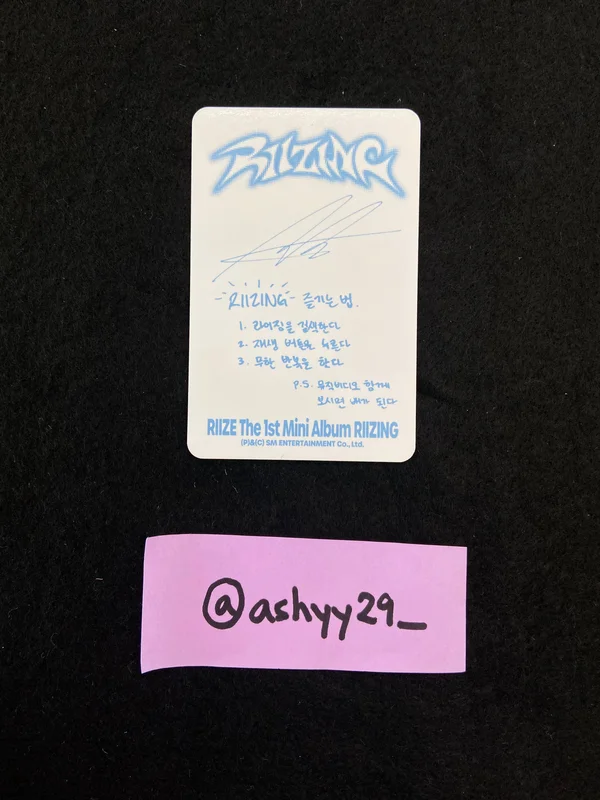 RIIZING
RIIZING 즐기는 법.
1. 라이징을 검색한다
2. 재생 버튼을 누른다
3. 무한 반복을 한다
P.S. 뮤직비디오 함께
보시면 배가 된다
RIIZE The 1st Mini Album RIIZING
(P)&(C) SM ENTERTAINMENT Co., Ltd.
@ashyy29_